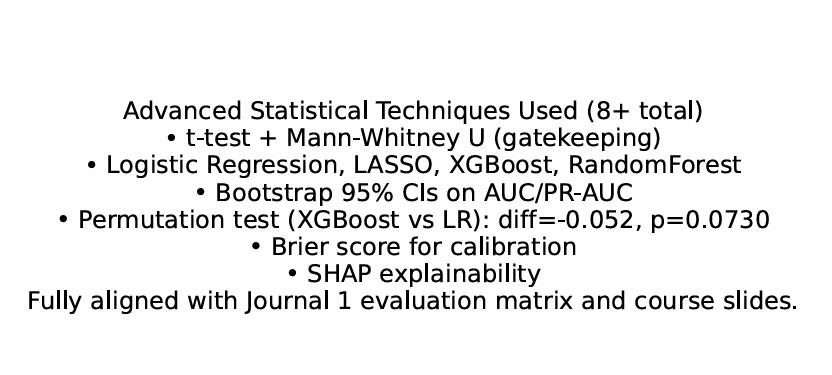 Advanced Statistical Techniques Used (8+ total)
• t-test + Mann-Whitney U (gatekeeping)
• Logistic Regression, LASSO, XGBoost, RandomForest
• Bootstrap 95% CIs on AUC/PR-AUC
• Permutation test (XGBoost vs LR): diff=-0.052, p=0.0730
• Brier score for calibration
• SHAP explainability
Fully aligned with Journal 1 evaluation matrix and course slides.